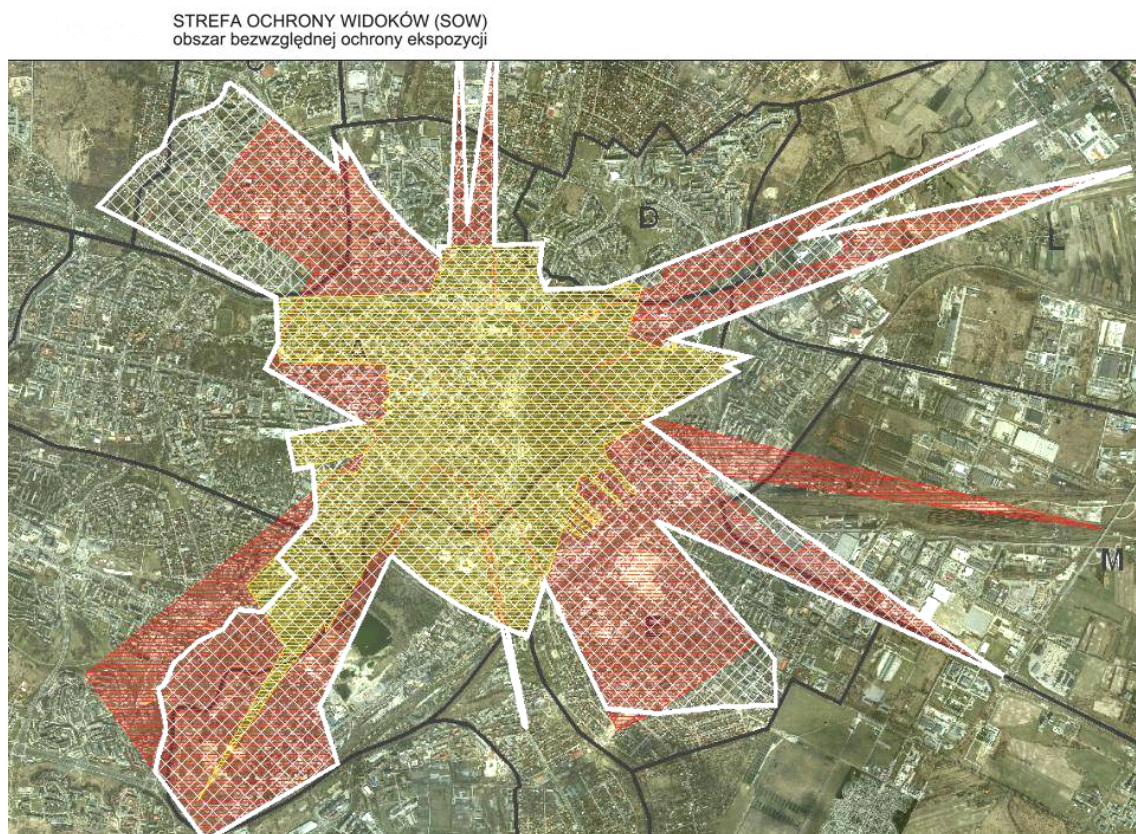 STREFA OCHRONY WIDOKÓW (SOW)
obszar bezwzględnej ochrony ekspozycji
C
D
L
A
M
S